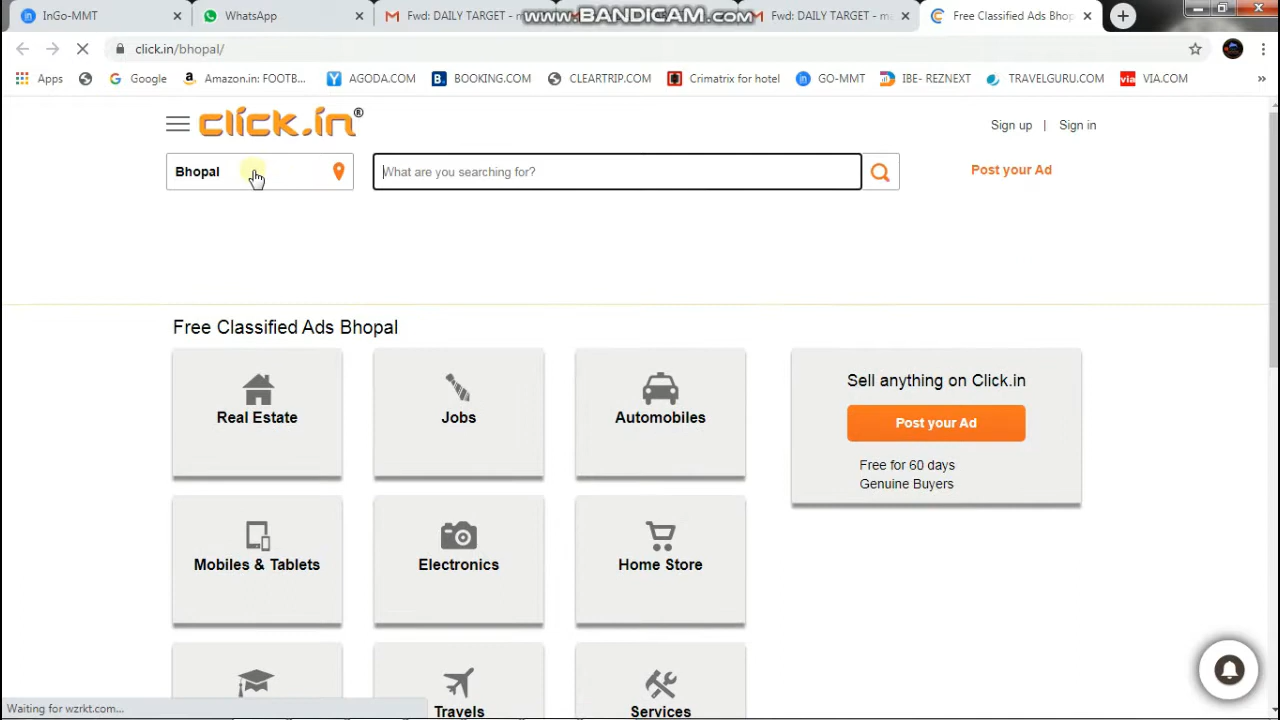 InGo-MMT
WhatsApp
Fwd: DAILY TARGET - m
www.BANDICAM.com
Fwd: DAILY TARGET - m
Free Classified Ads Bhop
click.in/bhopal/
Apps
Google
Amazon.in: FOOTB...
AGODA.COM
B.
BOOKING.COM
CLEARTRIP.COM
Crimatrix for hotel
in
GO-MMT
IBE- REZNEXT
TRAVELGURU.COM
via
VIA.COM
»
click.in®
Sign up | Sign in
Bhopal
What are you searching for?
Post your Ad
Free Classified Ads Bhopal
Real Estate
Jobs
Automobiles
Sell anything on Click.in
Post your Ad
Free for 60 days
Genuine Buyers
Mobiles & Tablets
Electronics
Home Store
Travels
Services
Waiting for wzrkt.com...